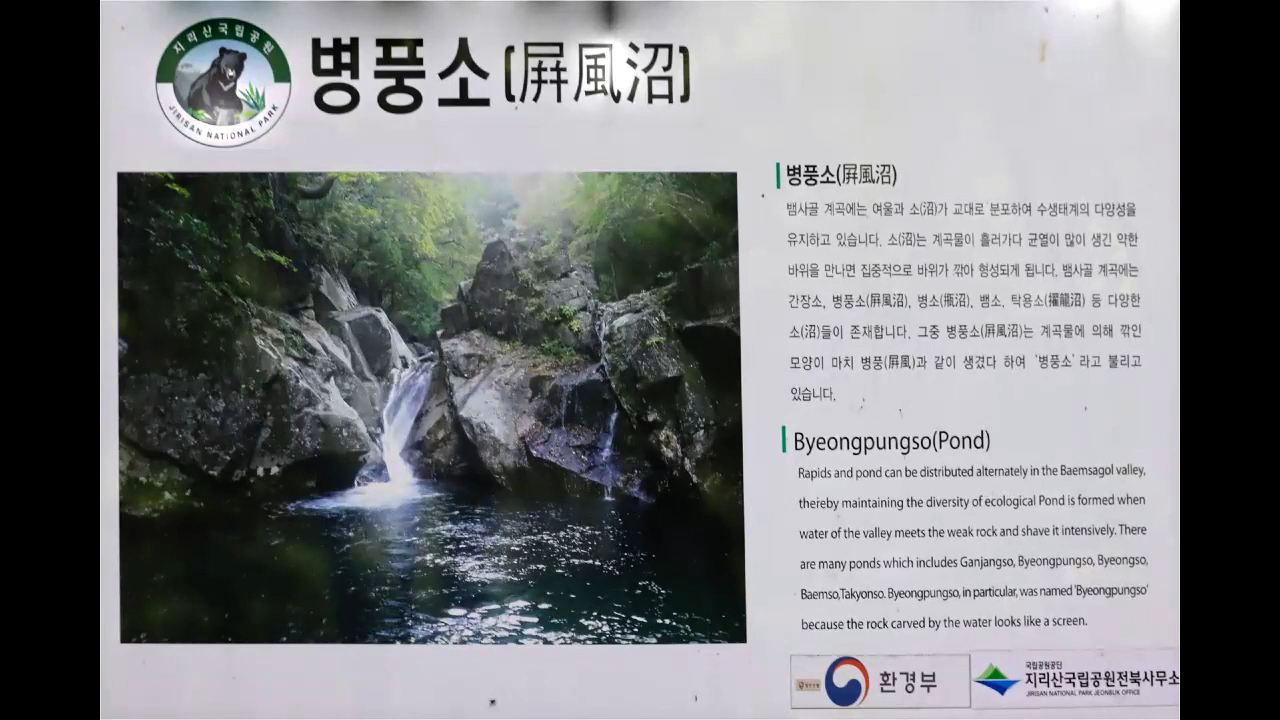 지리산국립공원
JIRISAN NATIONAL PARK
병풍소(屛風沼)
병풍소(屛風沼)
뱀사골 계곡에는 여울과 소(沼)가 교대로 분포하여 수생태계의 다양성을
유지하고 있습니다. 소(沼)는 계곡물이 흘러가다 균열이 많이 생긴 약한
바위을 만나면 집중적으로 바위가 깎아 형성되게 됩니다. 뱀사골 계곡에는
간장소, 병풍소(屛風沼), 병소(甁沼), 뱀소, 탁용소(擢龍沼) 등 다양한
소(沼)들이 존재합니다. 그중 병풍소(屛風沼)는 계곡물에 의해 깎인
모양이 마치 병풍(屛風)과 같이 생겼다 하여 '병풍소' 라고 불리고
있습니다.
Byeongpungso(Pond)
Rapids and pond can be distributed alternately in the Baemsagol valley,
thereby maintaining the diversity of ecological Pond is formed when
water of the valley meets the weak rock and shave it intensively. There
are many ponds which includes Ganjangso, Byeongpungso, Byeongso,
Baemso,Takyonso. Byeongpungso, in particular, was named 'Byeongpungso'
because the rock carved by the water looks like a screen.
환경부
국립공원공단
지리산국립공원전북사무소
JIRISAN NATIONAL PARK JEONBUK OFFICE